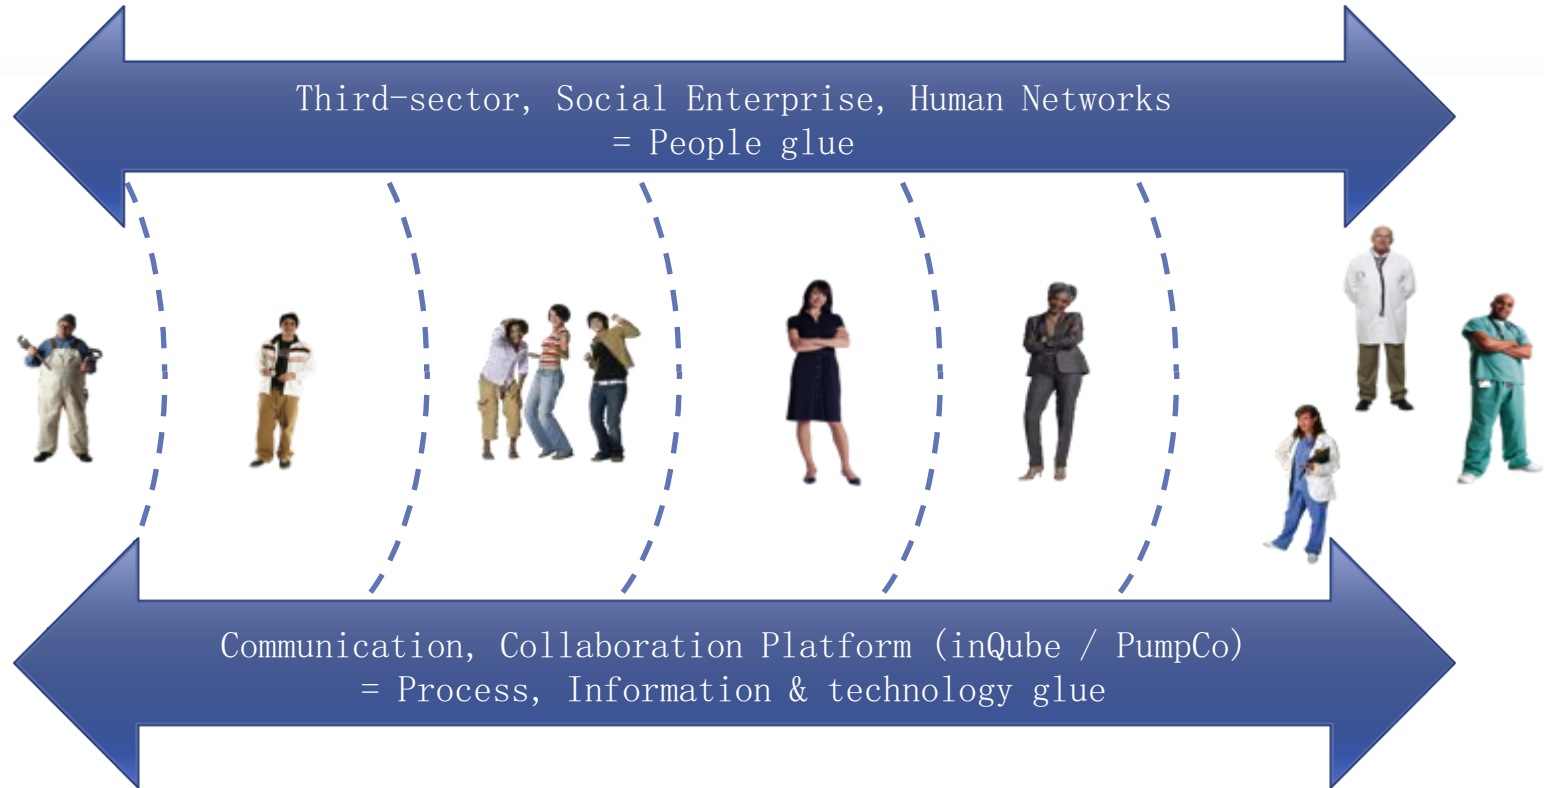 Third-sector, Social Enterprise, Human Networks
= People glue
Communication, Collaboration Platform (inQube / PumpCo)
= Process, Information & technology glue